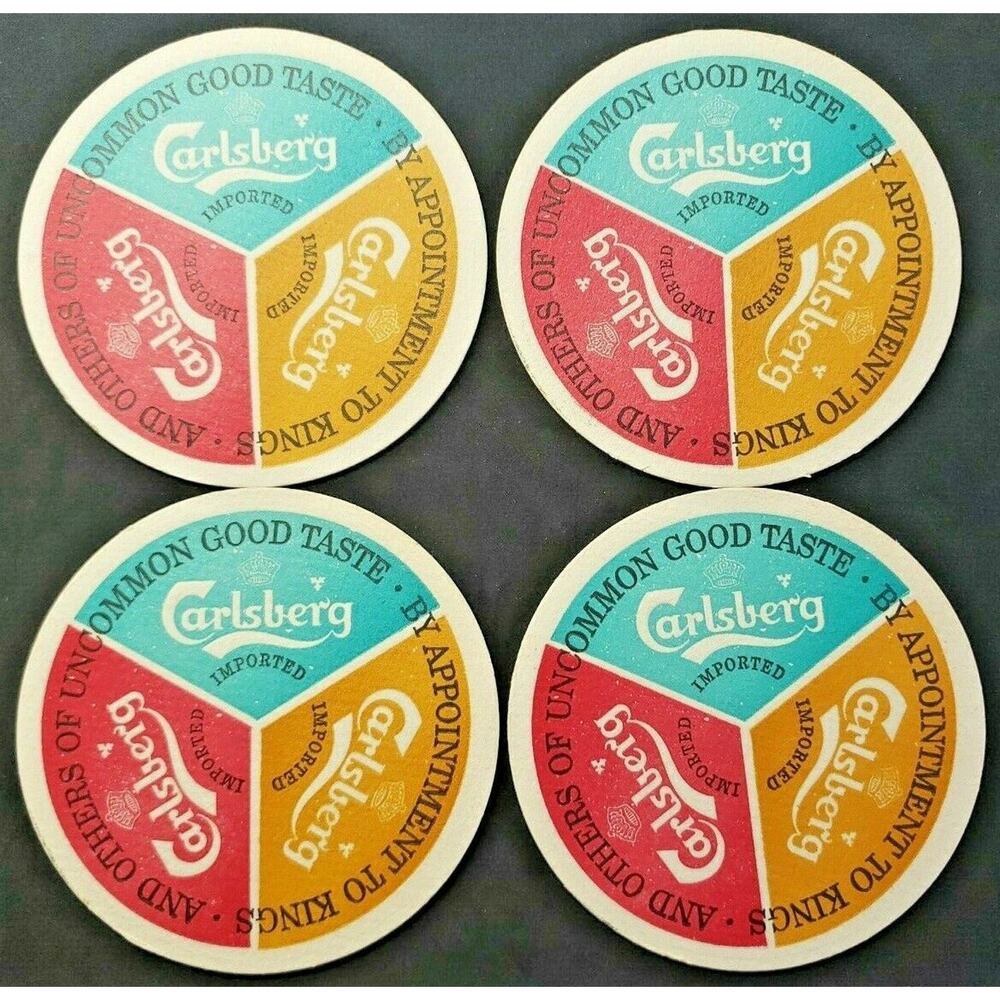 BY APPOINTMENT TO KINGS · AND OTHERS OF UNCOMMON GOOD TASTE ·
Carlsberg
IMPORTED
Carlsberg
IMPORTED
Carlsberg
IMPORTED
BY APPOINTMENT TO KINGS · AND OTHERS OF UNCOMMON GOOD TASTE ·
Carlsberg
IMPORTED
Carlsberg
IMPORTED
Carlsberg
IMPORTED
BY APPOINTMENT TO KINGS · AND OTHERS OF UNCOMMON GOOD TASTE ·
Carlsberg
IMPORTED
Carlsberg
IMPORTED
Carlsberg
IMPORTED
BY APPOINTMENT TO KINGS · AND OTHERS OF UNCOMMON GOOD TASTE ·
Carlsberg
IMPORTED
Carlsberg
IMPORTED
Carlsberg
IMPORTED